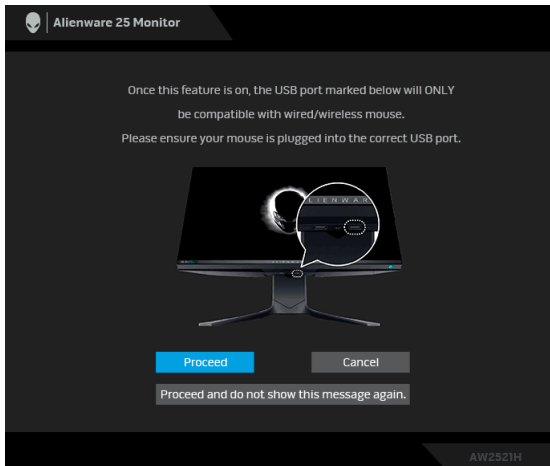 Alienware 25 Monitor
Once this feature is on, the USB port marked below will ONLY
be compatible with wired/wireless mouse.
Please ensure your mouse is plugged into the correct USB port.
LIENWAR
Proceed
Cancel
Proceed and do not show this message again.
AW2521H